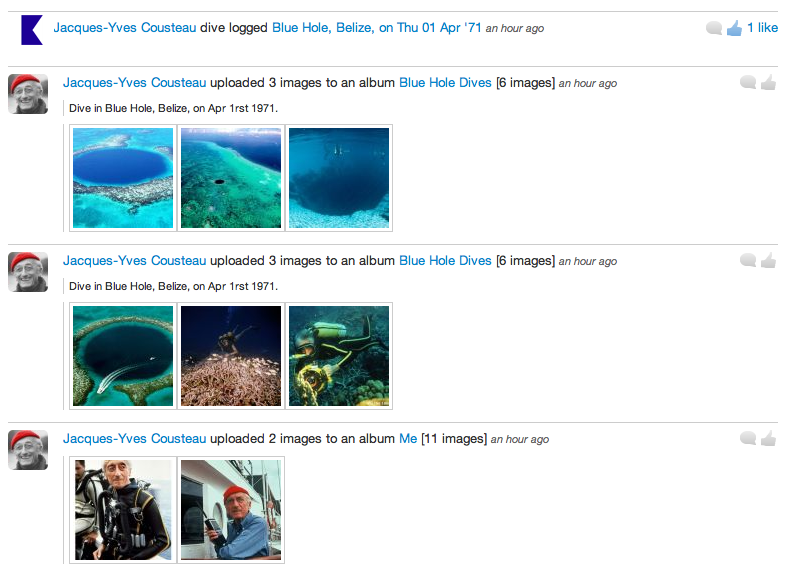 Jacques-Yves Cousteau dive logged Blue Hole, Belize, on Thu 01 Apr '71 an hour ago 1 like
Jacques-Yves Cousteau uploaded 3 images to an album Blue Hole Dives [6 images] an hour ago
Dive in Blue Hole, Belize, on Apr 1rst 1971.
Jacques-Yves Cousteau uploaded 3 images to an album Blue Hole Dives [6 images] an hour ago
Dive in Blue Hole, Belize, on Apr 1rst 1971.
Jacques-Yves Cousteau uploaded 2 images to an album Me [11 images] an hour ago